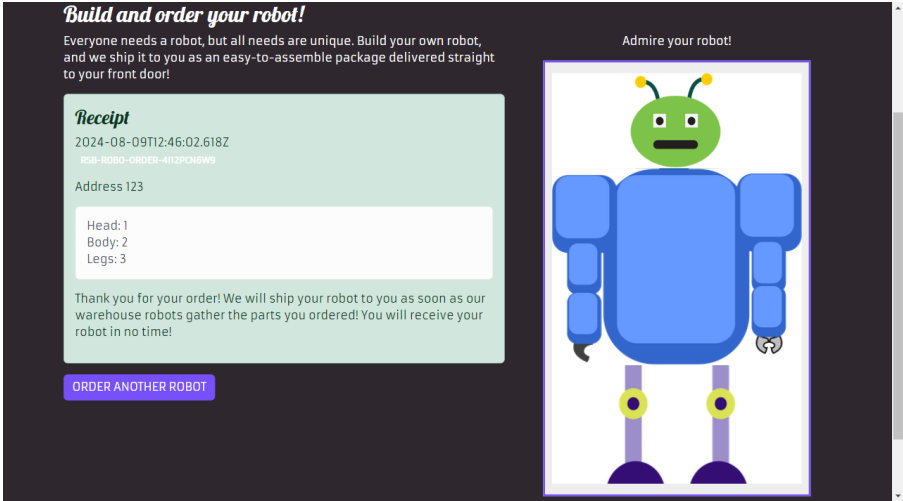 Build and order your robot!
Everyone needs a robot, but all needs are unique. Build your own robot,
and we ship it to you as an easy-to-assemble package delivered straight
to your front door!
Receipt
2024-08-09T12:46:02.618Z
Address 123
Head: 1
Body: 2
Legs: 3
Thank you for your order! We will ship your robot to you as soon as our
warehouse robots gather the parts you ordered! You will receive your
robot in no time!
ORDER ANOTHER ROBOT
Admire your robot!